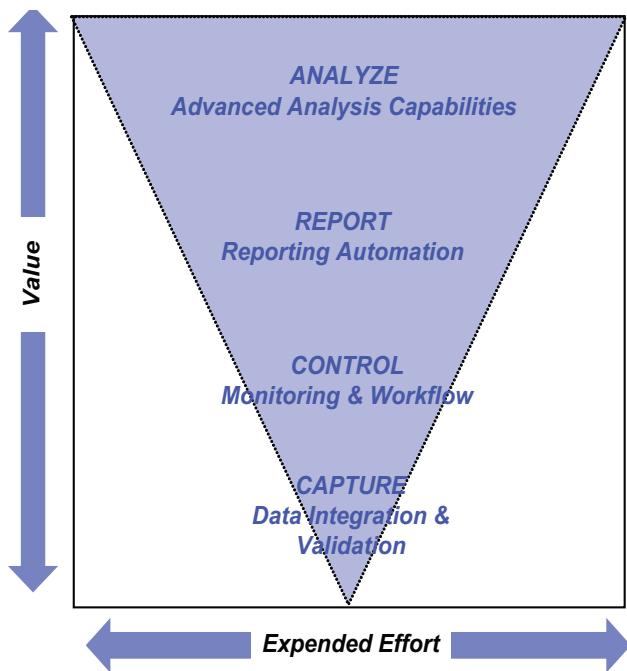 ANALYZE
Advanced Analysis Capabilities
REPORT
Reporting Automation
Value
CONTROL
Monitoring & Workflow
CAPTURE
Data Integration &
Validation
Expended Effort